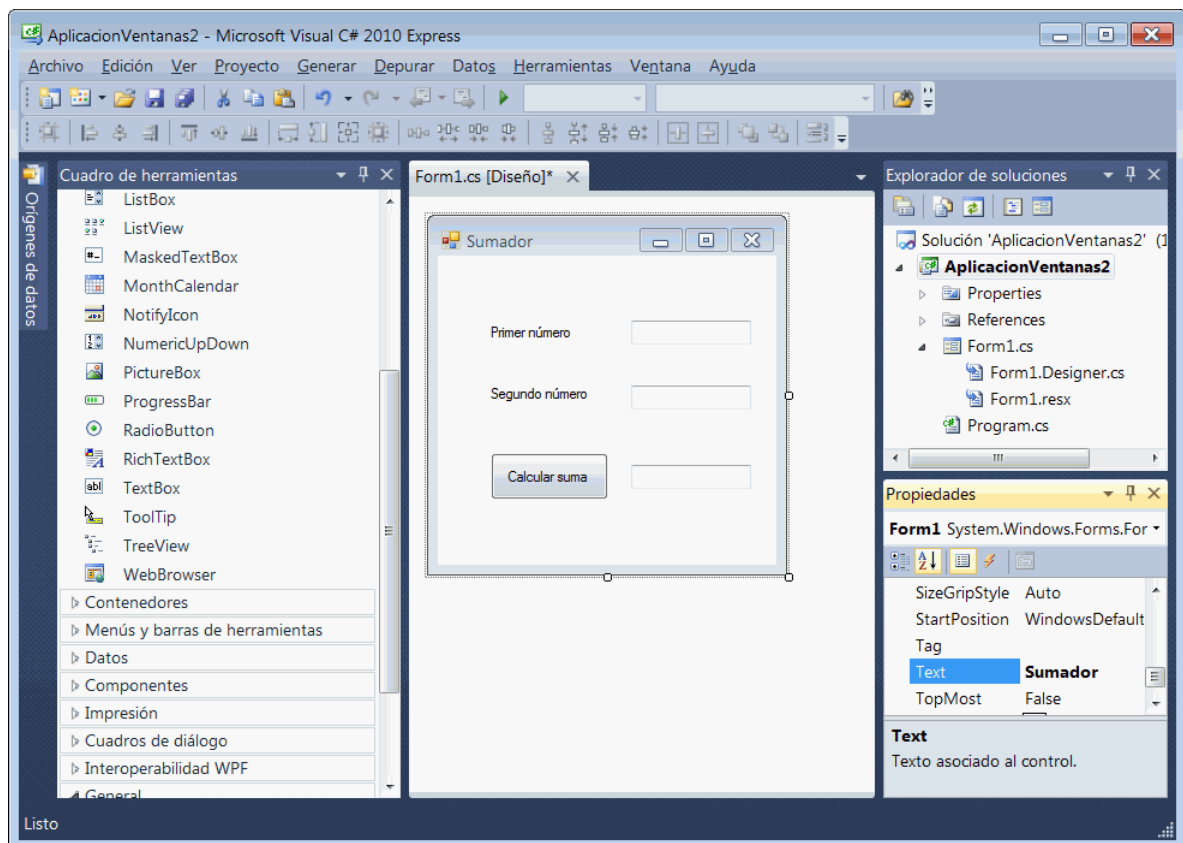 AplicacionVentanas2 - Microsoft Visual C# 2010 Express
Archivo Edición Ver Proyecto Generar Depurar Datos Herramientas Ventana Ayuda
Orígenes de datos
Cuadro de herramientas
ListBox
ListView
MaskedTextBox
MonthCalendar
NotifyIcon
NumericUpDown
PictureBox
ProgressBar
RadioButton
RichTextBox
TextBox
ToolTip
TreeView
WebBrowser
Contenedores
Menús y barras de herramientas
Datos
Componentes
Impresión
Cuadros de diálogo
Interoperabilidad WPF
General
Form1.cs [Diseño]*
Sumador
Primer número
Segundo número
Calcular suma
Explorador de soluciones
Solución 'AplicacionVentanas2' (1
AplicacionVentanas2
Properties
References
Form1.cs
Form1.Designer.cs
Form1.resx
Program.cs
Propiedades
Form1 System.Windows.Forms.For
SizeGripStyle Auto
StartPosition WindowsDefault
Tag
Text Sumador
TopMost False
Text
Texto asociado al control.
Listo